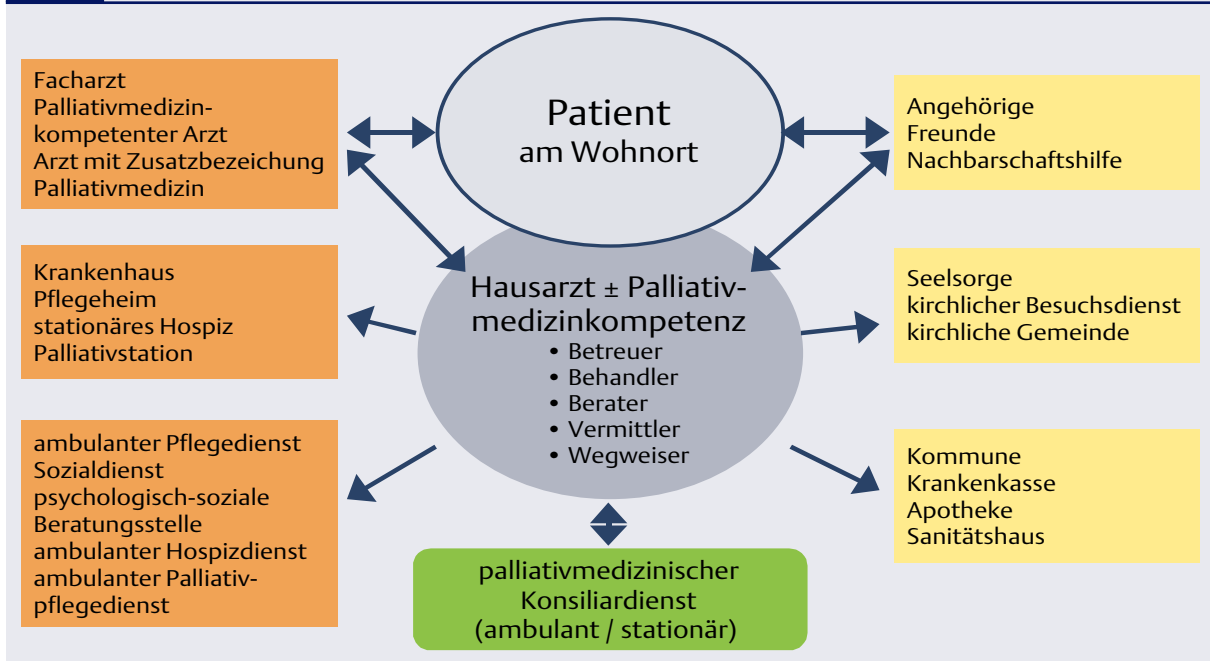 Patient
am Wohnort
Facharzt
Palliativmedizin-
kompetenter Arzt
Arzt mit Zusatzbezeichung
Palliativmedizin
Angehörige
Freunde
Nachbarschaftshilfe
Hausarzt ± Palliativ-
medizinkompetenz
• Betreuer
• Behandler
• Berater
• Vermittler
• Wegweiser
Krankenhaus
Pflegeheim
stationäres Hospiz
Palliativstation
Seelsorge
kirchlicher Besuchsdienst
kirchliche Gemeinde
ambulanter Pflegedienst
Sozialdienst
psychologisch-soziale
Beratungsstelle
ambulanter Hospizdienst
ambulanter Palliativ-
pflegedienst
Kommune
Krankenkasse
Apotheke
Sanitätshaus
palliativmedizinischer
Konsiliardienst
(ambulant / stationär)